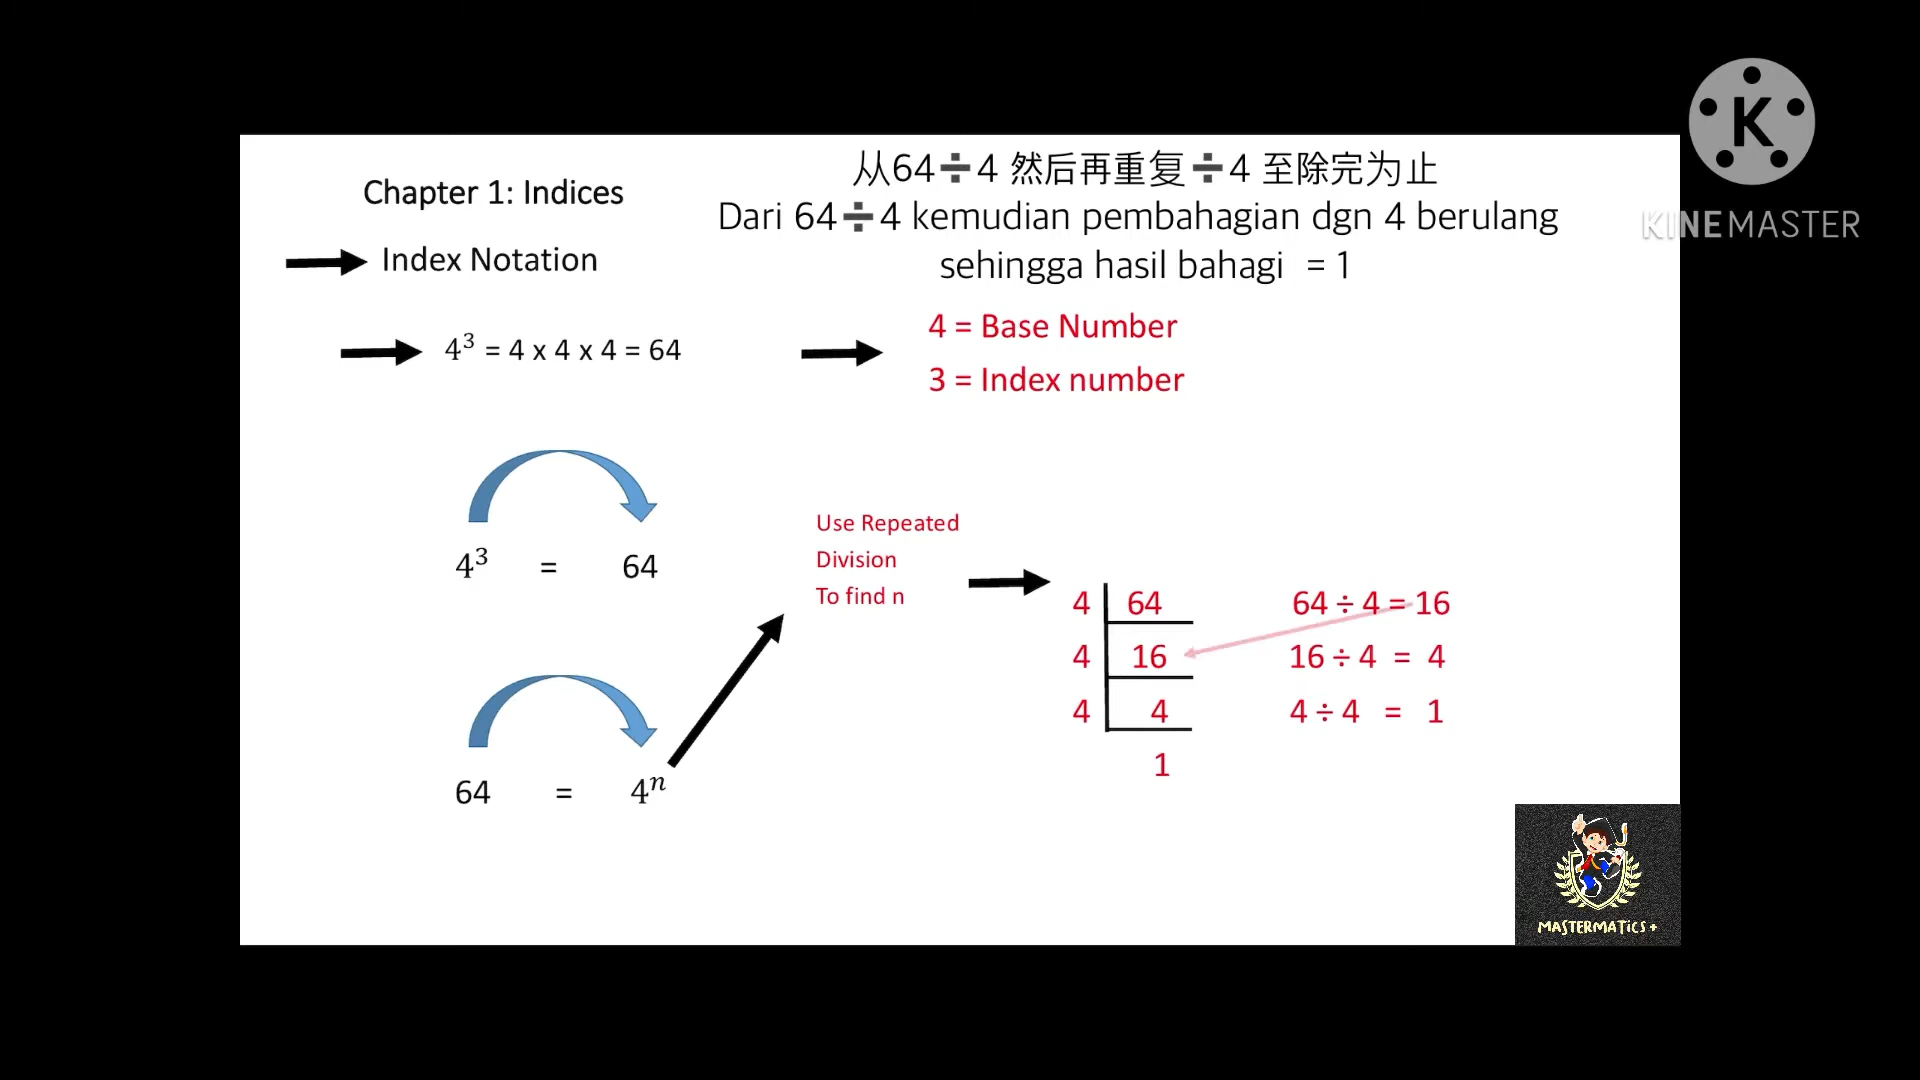 从64➗4 然后再重复➗4 至除完为止
Dari 64➗4 kemudian pembahagian dgn 4 berulang
sehingga hasil bahagi = 1
Chapter 1: Indices
Index Notation
4³ = 4 x 4 x 4 = 64
4 = Base Number
3 = Index number
4³ = 64
64 = 4ⁿ
Use Repeated
Division
To find n
4 64
4 16
4 4
1
64 ÷ 4 = 16
16 ÷ 4 = 4
4 ÷ 4 = 1
K
KINEMASTER
MASTERMATICS +